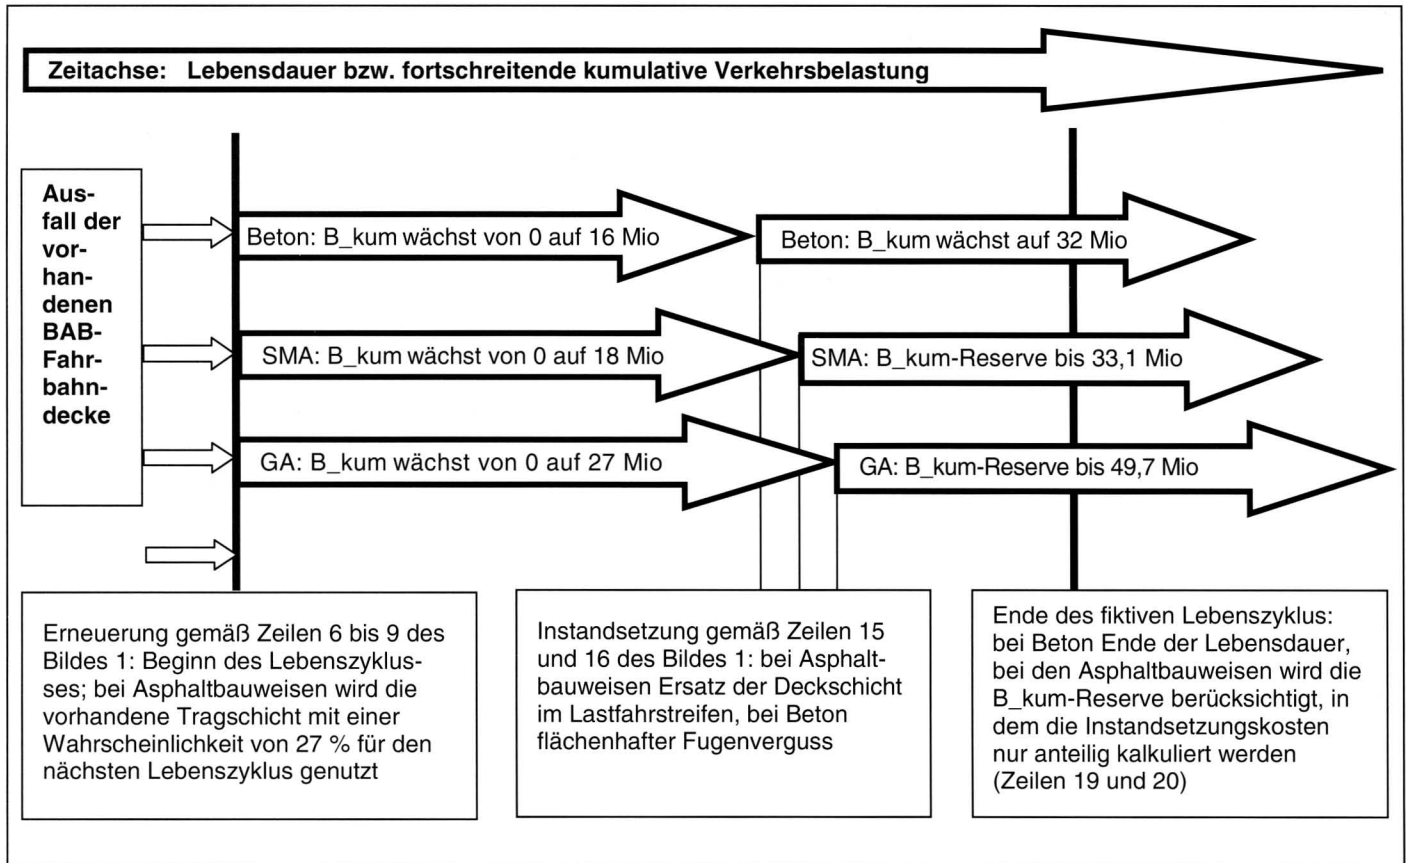 Zeitachse: Lebensdauer bzw. fortschreitende kumulative Verkehrsbelastung
Aus-
fall der
vor-
han-
denen
BAB-
Fahr-
bahn-
decke
Beton: B_kum wächst von 0 auf 16 Mio
Beton: B_kum wächst auf 32 Mio
SMA: B_kum wächst von 0 auf 18 Mio
SMA: B_kum-Reserve bis 33,1 Mio
GA: B_kum wächst von 0 auf 27 Mio
GA: B_kum-Reserve bis 49,7 Mio
Erneuerung gemäß Zeilen 6 bis 9 des
Bildes 1: Beginn des Lebenszyklus-
ses; bei Asphaltbauweisen wird die
vorhandene Tragschicht mit einer
Wahrscheinlichkeit von 27 % für den
nächsten Lebenszyklus genutzt
Instandsetzung gemäß Zeilen 15
und 16 des Bildes 1: bei Asphalt-
bauweisen Ersatz der Deckschicht
im Lastfahrstreifen, bei Beton
flächenhafter Fugenverguss
Ende des fiktiven Lebenszyklus:
bei Beton Ende der Lebensdauer,
bei den Asphaltbauweisen wird die
B_kum-Reserve berücksichtigt, in
dem die Instandsetzungskosten
nur anteilig kalkuliert werden
(Zeilen 19 und 20)